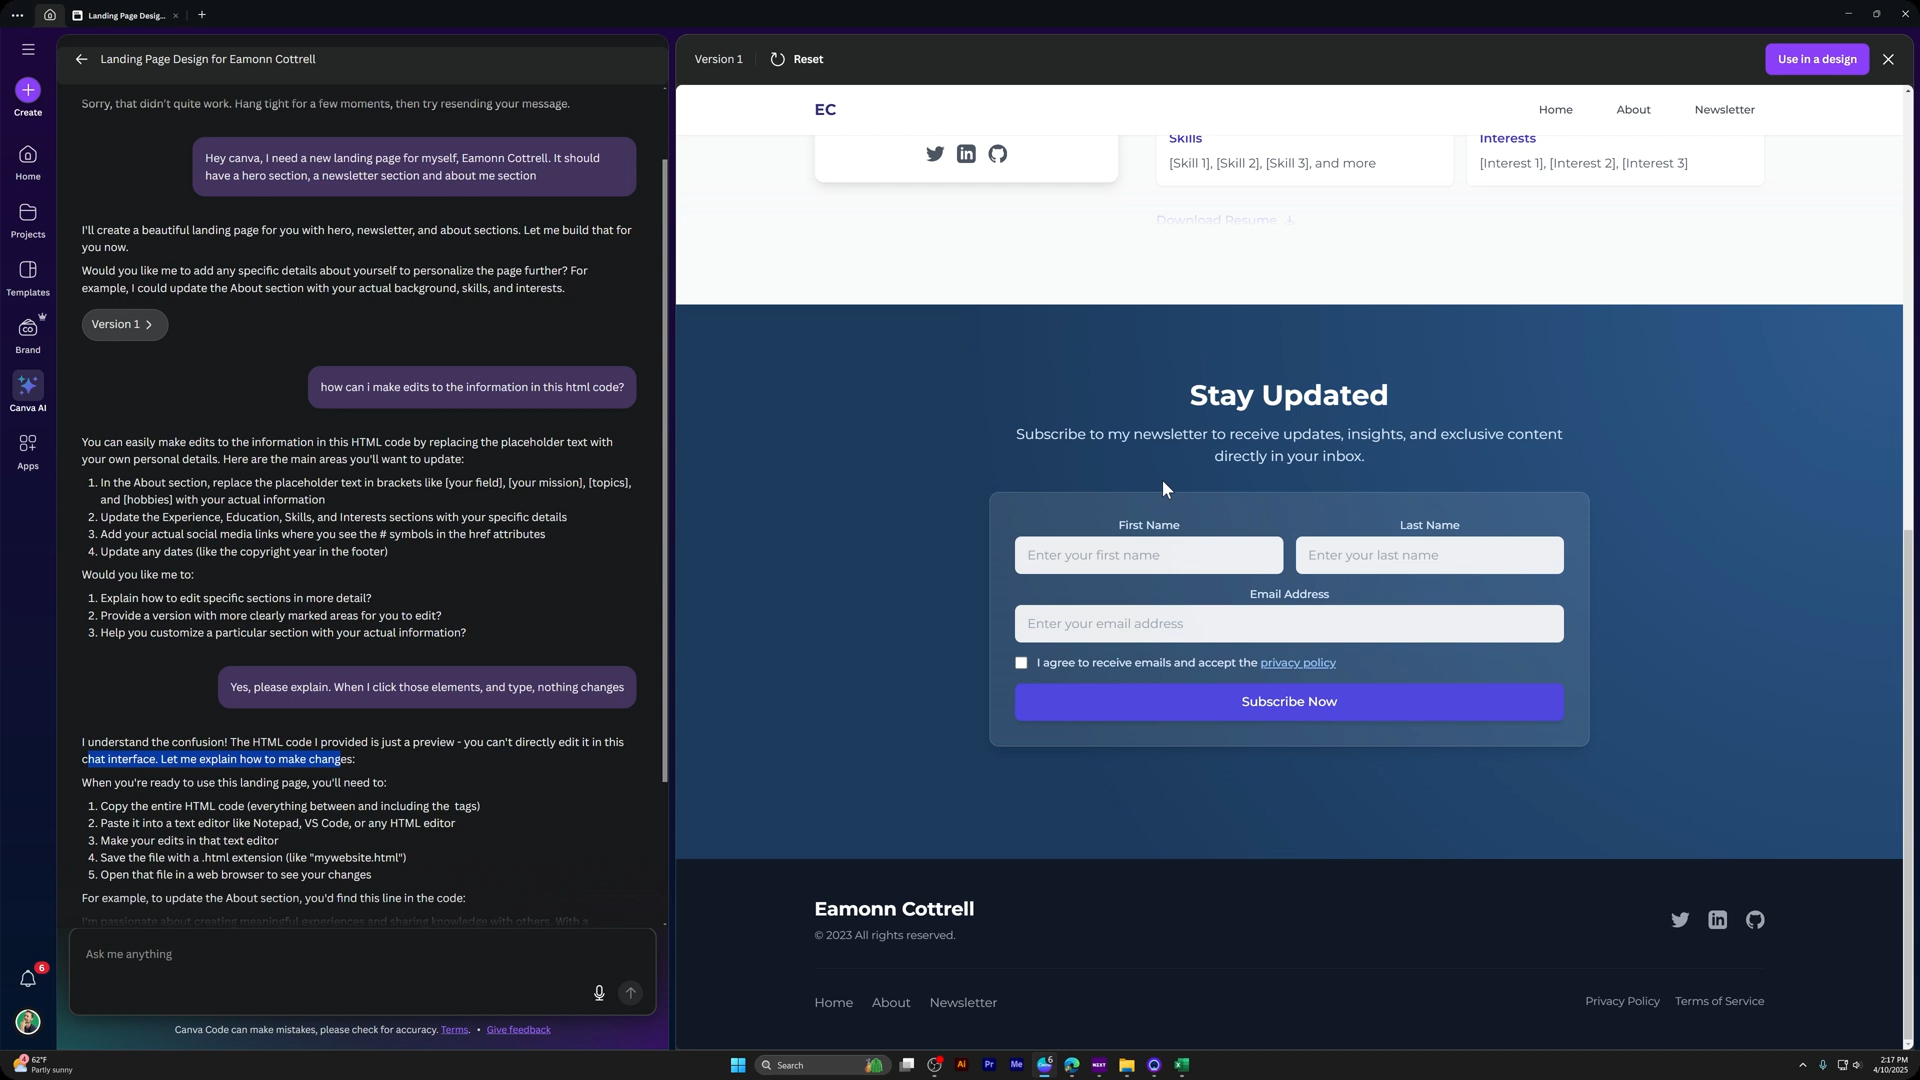 Landing Page Desig...
Create
Home
Projects
Templates
Brand
Canva AI
Apps
6
Landing Page Design for Eamonn Cottrell
Sorry, that didn't quite work. Hang tight for a few moments, then try resending your message.
Hey canva, I need a new landing page for myself, Eamonn Cottrell. It should
have a hero section, a newsletter section and about me section
I'll create a beautiful landing page for you with hero, newsletter, and about sections. Let me build that for
you now.
Would you like me to add any specific details about yourself to personalize the page further? For
example, I could update the About section with your actual background, skills, and interests.
Version 1
how can i make edits to the information in this html code?
You can easily make edits to the information in this HTML code by replacing the placeholder text with
your own personal details. Here are the main areas you'll want to update:
1. In the About section, replace the placeholder text in brackets like [your field], [your mission], [topics],
and [hobbies] with your actual information
2. Update the Experience, Education, Skills, and Interests sections with your specific details
3. Add your actual social media links where you see the # symbols in the href attributes
4. Update any dates (like the copyright year in the footer)
Would you like me to:
1. Explain how to edit specific sections in more detail?
2. Provide a version with more clearly marked areas for you to edit?
3. Help you customize a particular section with your actual information?
Yes, please explain. When I click those elements, and type, nothing changes
I understand the confusion! The HTML code I provided is just a preview - you can't directly edit it in this
chat interface. Let me explain how to make changes:
When you're ready to use this landing page, you'll need to:
1. Copy the entire HTML code (everything between and including the tags)
2. Paste it into a text editor like Notepad, VS Code, or any HTML editor
3. Make your edits in that text editor
4. Save the file with a .html extension (like "mywebsite.html")
5. Open that file in a web browser to see your changes
For example, to update the About section, you'd find this line in the code:
I'm passionate about creating meaningful experiences and sharing knowledge with others. With a
Ask me anything
Canva Code can make mistakes, please check for accuracy. Terms. • Give feedback
Version 1
Reset
Use in a design
EC
Home
About
Newsletter
Skills
[Skill 1], [Skill 2], [Skill 3], and more
Interests
[Interest 1], [Interest 2], [Interest 3]
Download Resume
Stay Updated
Subscribe to my newsletter to receive updates, insights, and exclusive content
directly in your inbox.
First Name
Last Name
Enter your first name
Enter your last name
Email Address
Enter your email address
I agree to receive emails and accept the privacy policy
Subscribe Now
Eamonn Cottrell
© 2023 All rights reserved.
Home
About
Newsletter
Privacy Policy
Terms of Service
4
62°F
Partly sunny
Search
Ai
Pr
Me
6
NEXT
2:17 PM
4/10/2025